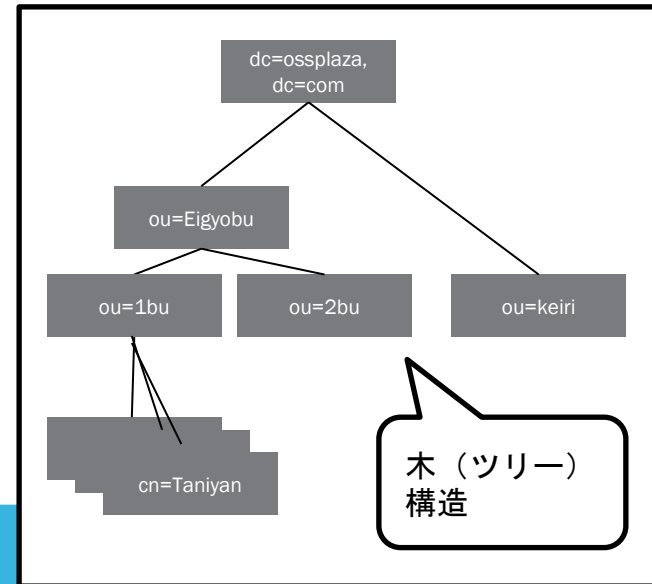 dc=ossplaza,
dc=com
ou=Eigyobu
ou=1bu
ou=2bu
ou=keiri
cn=Taniyan
木（ツリー）
構造